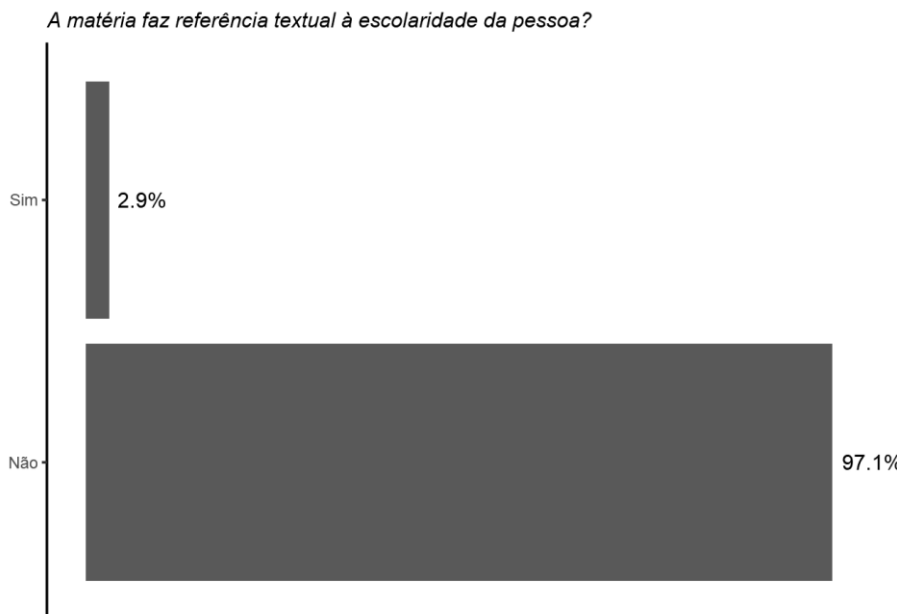 A matéria faz referência textual à escolaridade da pessoa?
Sim
2.9%
Não
97.1%